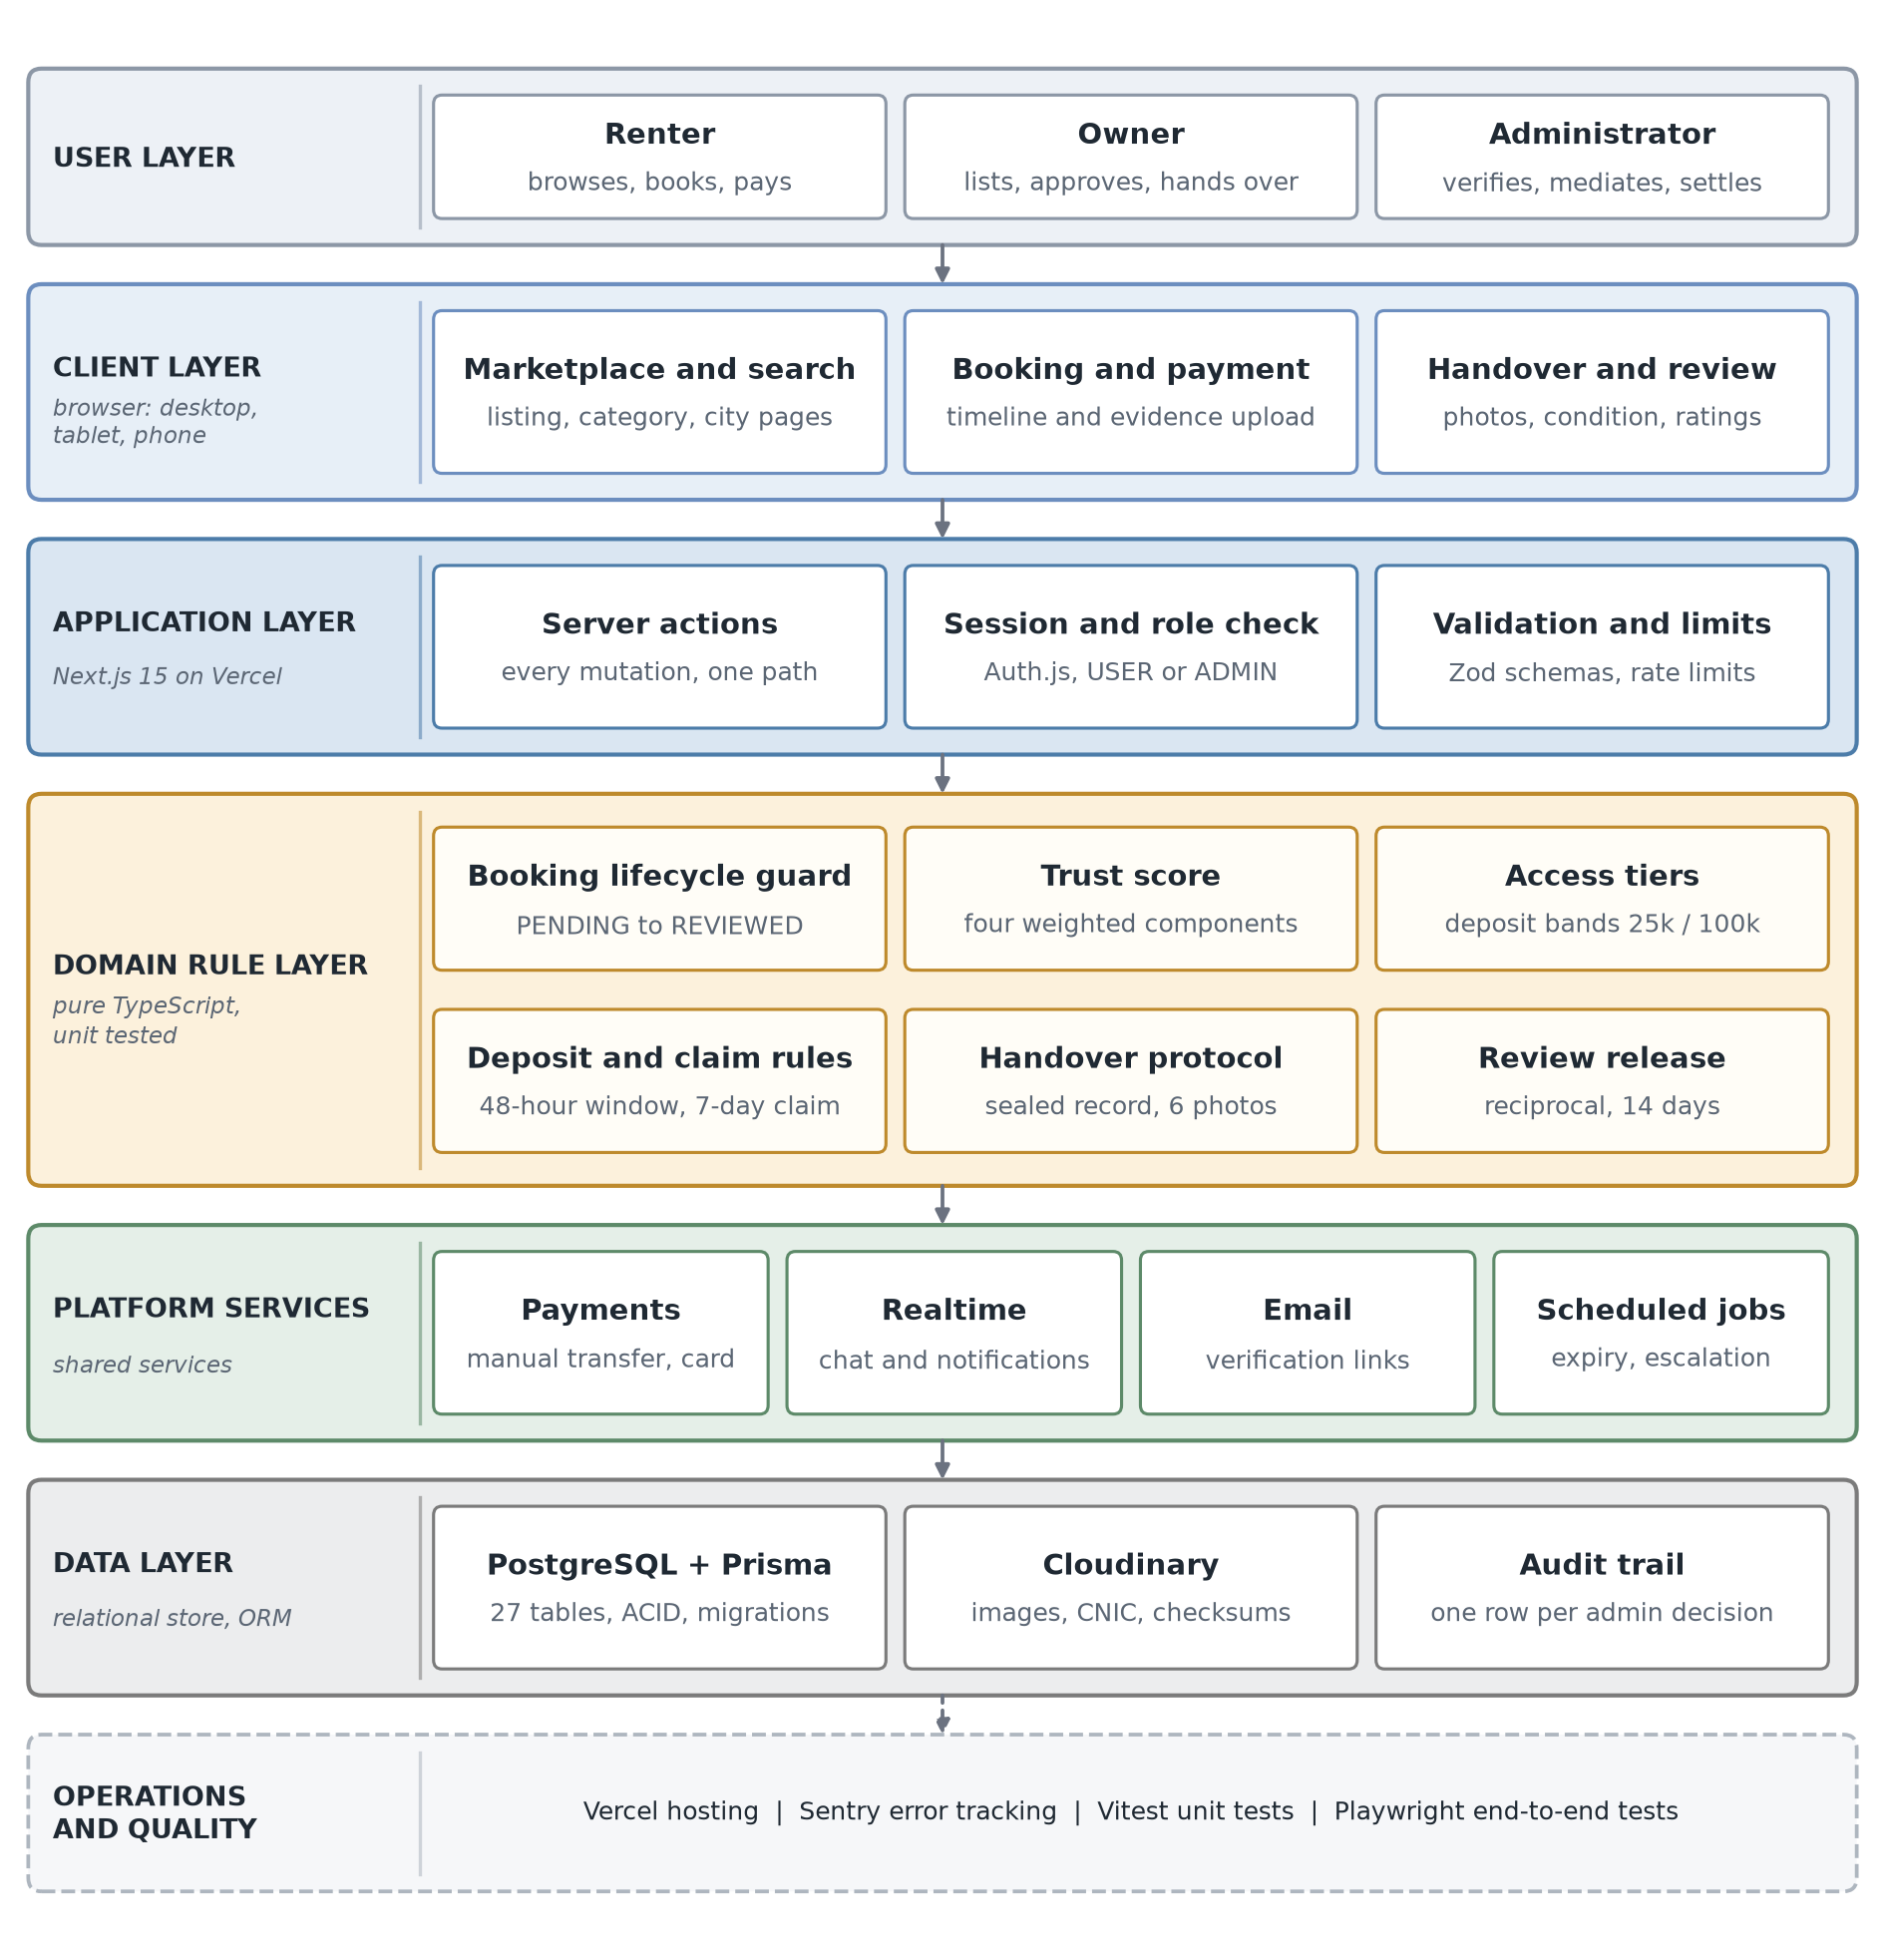 USER LAYER
Renter
browses, books, pays
Owner
lists, approves, hands over
Administrator
verifies, mediates, settles
CLIENT LAYER
browser: desktop,
tablet, phone
Marketplace and search
listing, category, city pages
Booking and payment
timeline and evidence upload
Handover and review
photos, condition, ratings
APPLICATION LAYER
Next.js 15 on Vercel
Server actions
every mutation, one path
Session and role check
Auth.js, USER or ADMIN
Validation and limits
Zod schemas, rate limits
DOMAIN RULE LAYER
pure TypeScript,
unit tested
Booking lifecycle guard
PENDING to REVIEWED
Trust score
four weighted components
Access tiers
deposit bands 25k / 100k
Deposit and claim rules
48-hour window, 7-day claim
Handover protocol
sealed record, 6 photos
Review release
reciprocal, 14 days
PLATFORM SERVICES
shared services
Payments
manual transfer, card
Realtime
chat and notifications
Email
verification links
Scheduled jobs
expiry, escalation
DATA LAYER
relational store, ORM
PostgreSQL + Prisma
27 tables, ACID, migrations
Cloudinary
images, CNIC, checksums
Audit trail
one row per admin decision
OPERATIONS
AND QUALITY
Vercel hosting | Sentry error tracking | Vitest unit tests | Playwright end-to-end tests